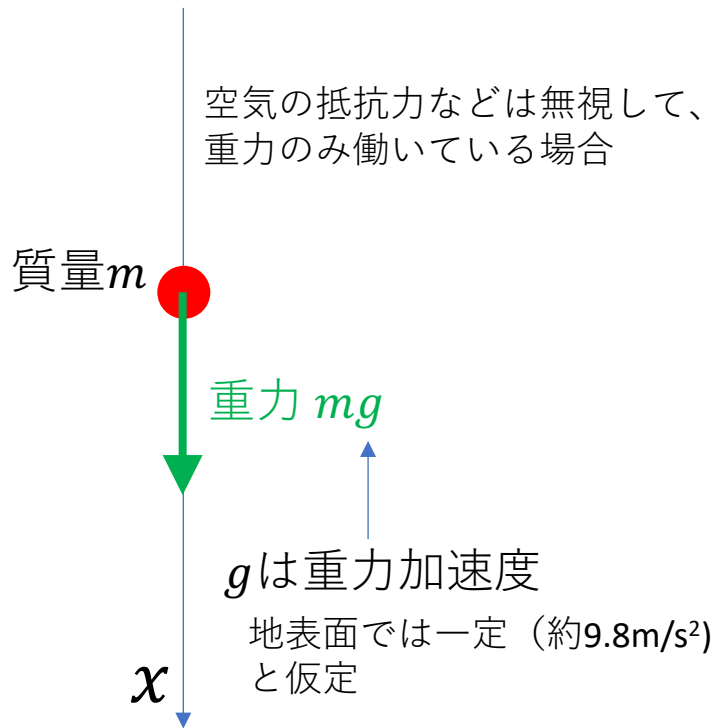 空気の抵抗力などは無視して、
重力のみ働いている場合
質量m
重力 mg
gは重力加速度
地表面では一定（約9.8m/s²)
と仮定
x